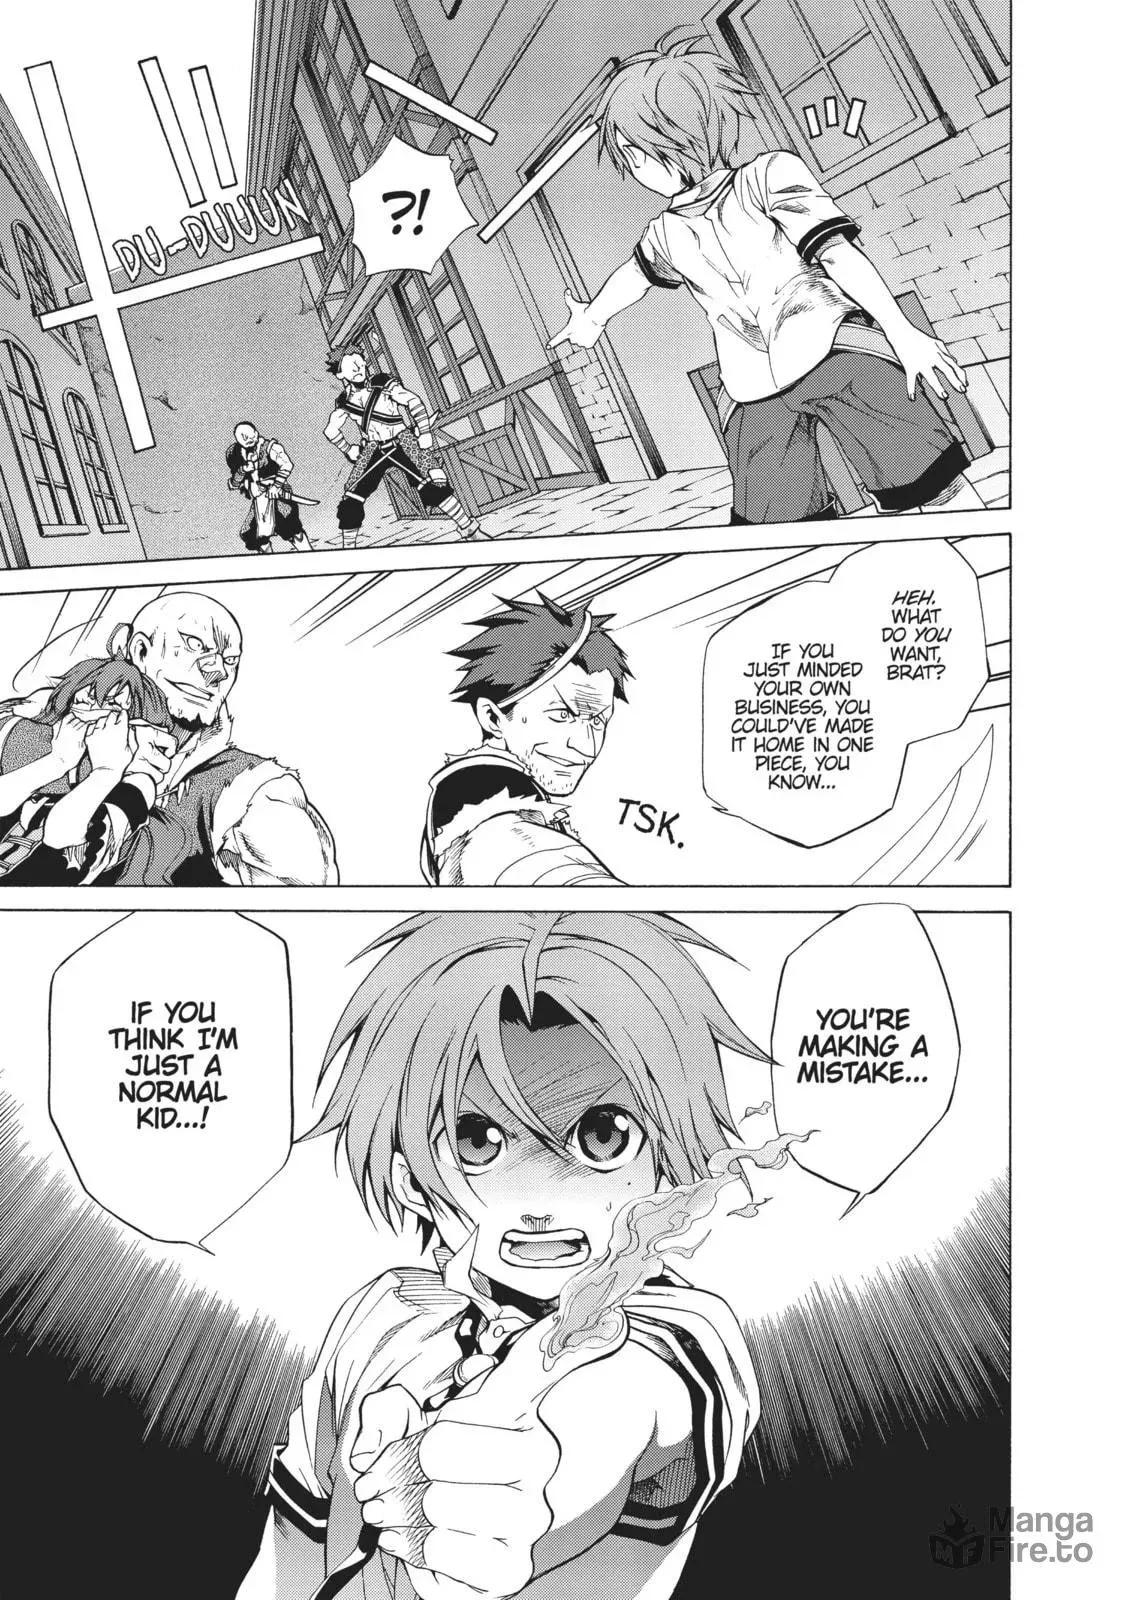 ?!
DU-DUUUN
HEH.
WHAT
DO YOU
WANT,
BRAT?
IF YOU
JUST MINDED
YOUR OWN
BUSINESS, YOU
COULD'VE MADE
IT HOME IN ONE
PIECE, YOU
KNOW...
TSK.
YOU'RE
MAKING A
MISTAKE...
IF YOU
THINK I'M
JUST A
NORMAL
KID...!
Manga
Fire.to
MF